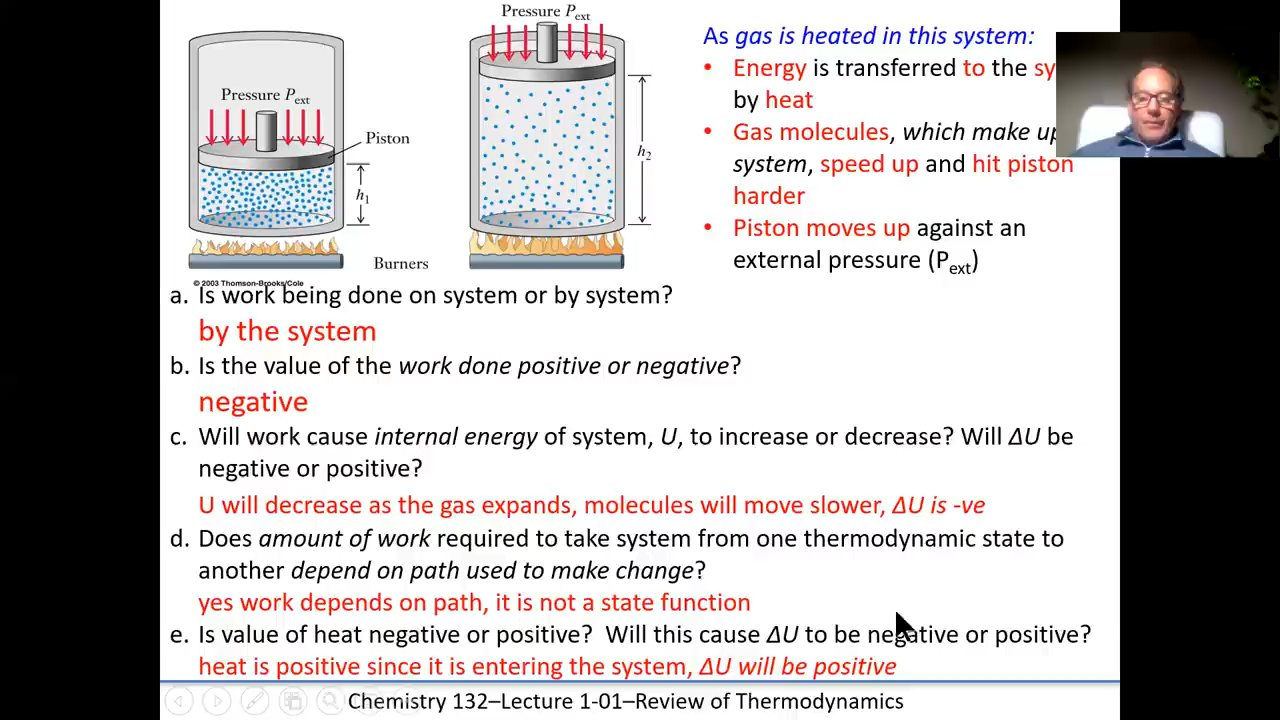 Pressure Pext
Pressure Pext
Piston
h1
h2
Burners
© 2003 Thomson-Brooks/Cole
As gas is heated in this system:
• Energy is transferred to the sy
by heat
• Gas molecules, which make up
system, speed up and hit piston
harder
• Piston moves up against an
external pressure (Pext)
a. Is work being done on system or by system?
by the system
b. Is the value of the work done positive or negative?
negative
c. Will work cause internal energy of system, U, to increase or decrease? Will ΔU be
negative or positive?
U will decrease as the gas expands, molecules will move slower, ΔU is -ve
d. Does amount of work required to take system from one thermodynamic state to
another depend on path used to make change?
yes work depends on path, it is not a state function
e. Is value of heat negative or positive? Will this cause ΔU to be negative or positive?
heat is positive since it is entering the system, ΔU will be positive
Chemistry 132–Lecture 1-01–Review of Thermodynamics